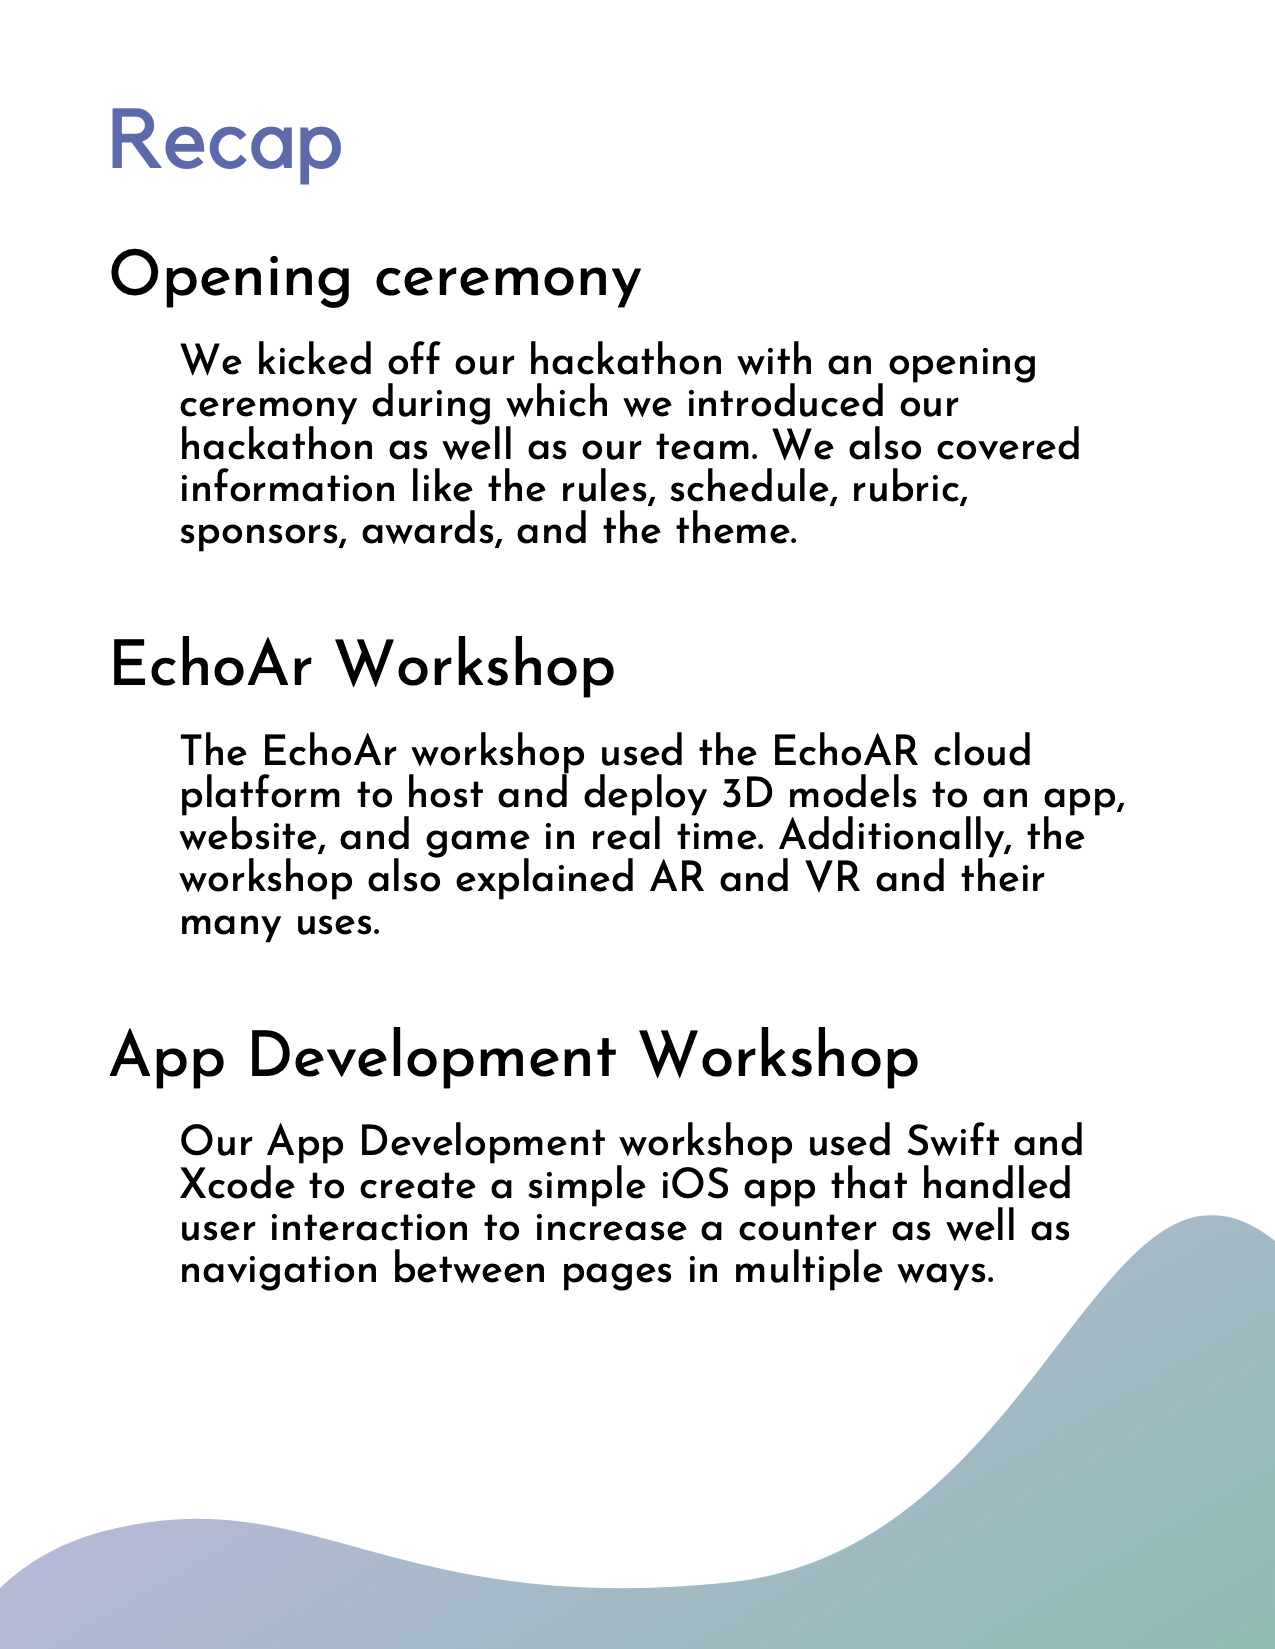 Recap
Opening ceremony
We kicked off our hackathon with an opening
ceremony during which we introduced our
hackathon as well as our team. We also covered
information like the rules, schedule, rubric,
sponsors, awards, and the theme.
EchoAr Workshop
The EchoAr workshop used the EchoAR cloud
platform to host and deploy 3D models to an app,
website, and game in real time. Additionally, the
workshop also explained AR and VR and their
many uses.
App Development Workshop
Our App Development workshop used Swift and
Xcode to create a simple iOS app that handled
user interaction to increase a counter as well as
navigation between pages in multiple ways.